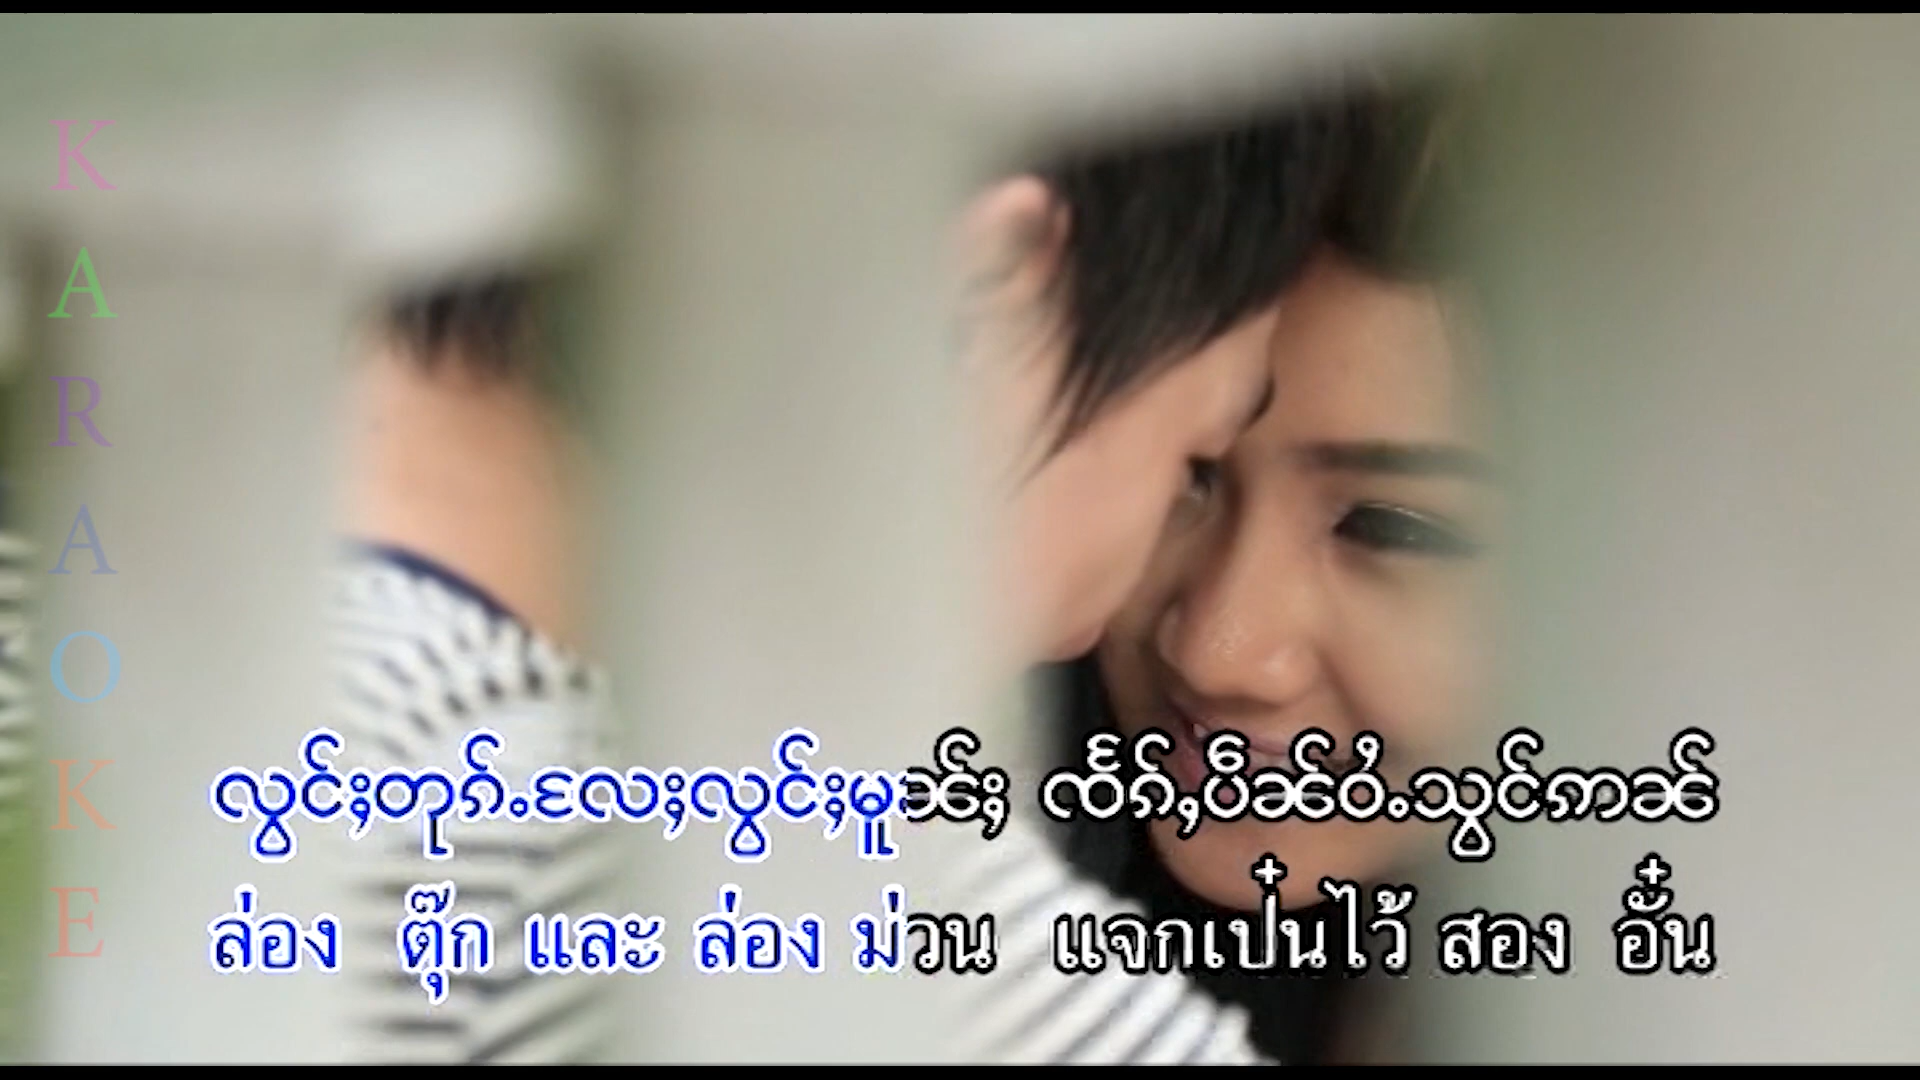 KARAOKE
လွင်ႈတုၵ်ႉလႄႈလွင်ႈမူၼ်ႈ ၸႅၵ်ႇပဵၼ်ဝႆႉသွင်ဢၼ်
ล่อง ตุ๊ก และ ล่อง ม่วน แจกเป๋นไว้ สอง อั๋น